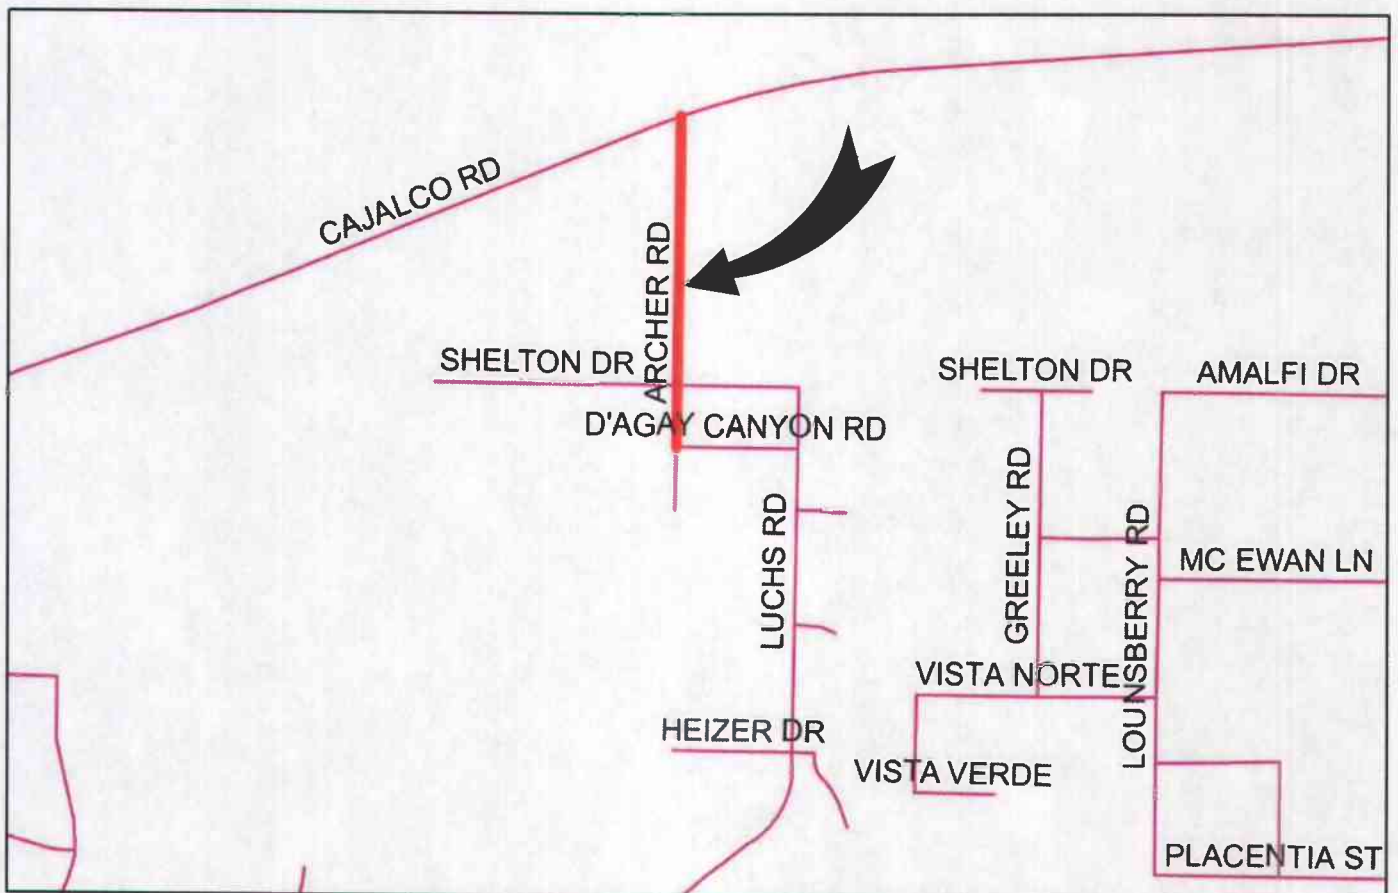 CAJALCO RD
ARCHER RD
SHELTON DR
SHELTON DR
AMALFI DR
D'AGAY CANYON RD
GREELEY RD
LUCHS RD
LOUNSBERRY RD
MC EWAN LN
VISTA NORTE
HEIZER DR
VISTA VERDE
PLACENTIA ST